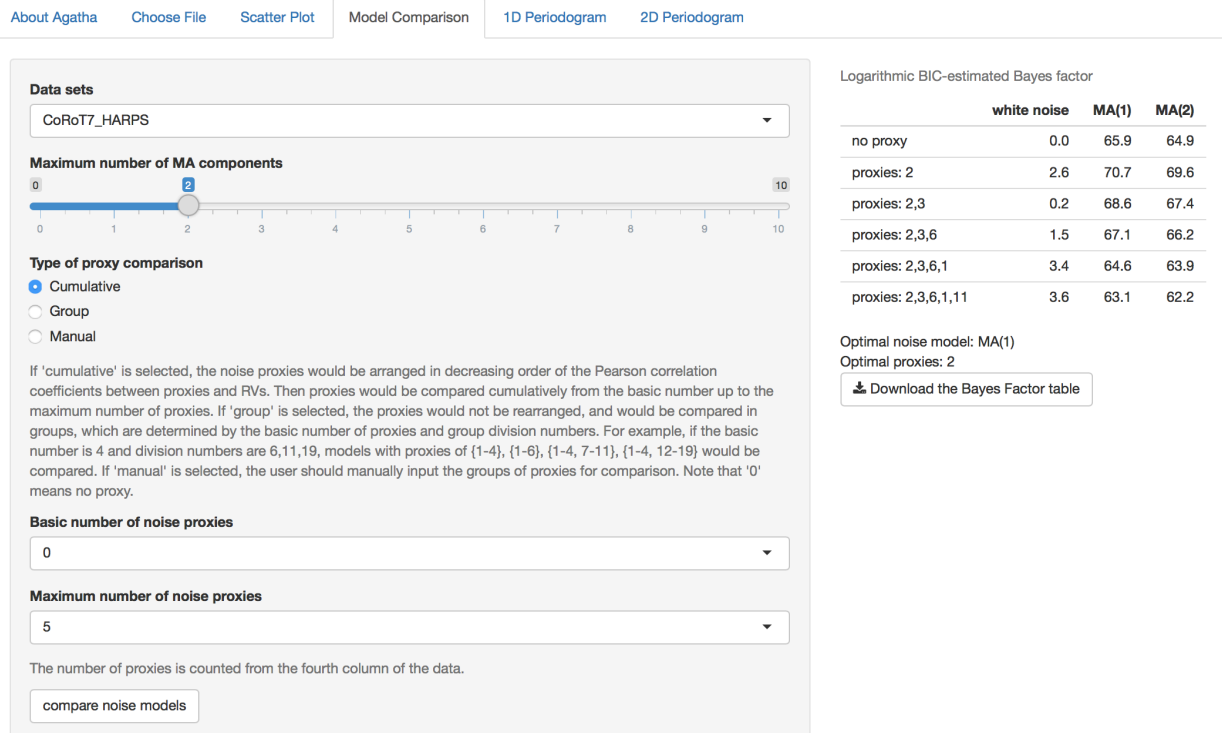 About Agatha Choose File Scatter Plot Model Comparison 1D Periodogram 2D Periodogram
Data sets
CoRoT7_HARPS
Maximum number of MA components
0 2 10
0 1 2 3 4 5 6 7 8 9 10
Type of proxy comparison
Cumulative
Group
Manual
If 'cumulative' is selected, the noise proxies would be arranged in decreasing order of the Pearson correlation
coefficients between proxies and RVs. Then proxies would be compared cumulatively from the basic number up to the
maximum number of proxies. If 'group' is selected, the proxies would not be rearranged, and would be compared in
groups, which are determined by the basic number of proxies and group division numbers. For example, if the basic
number is 4 and division numbers are 6,11,19, models with proxies of {1-4}, {1-6}, {1-4, 7-11}, {1-4, 12-19} would be
compared. If 'manual' is selected, the user should manually input the groups of proxies for comparison. Note that '0'
means no proxy.
Basic number of noise proxies
0
Maximum number of noise proxies
5
The number of proxies is counted from the fourth column of the data.
compare noise models
Logarithmic BIC-estimated Bayes factor
white noise MA(1) MA(2)
no proxy 0.0 65.9 64.9
proxies: 2 2.6 70.7 69.6
proxies: 2,3 0.2 68.6 67.4
proxies: 2,3,6 1.5 67.1 66.2
proxies: 2,3,6,1 3.4 64.6 63.9
proxies: 2,3,6,1,11 3.6 63.1 62.2
Optimal noise model: MA(1)
Optimal proxies: 2
Download the Bayes Factor table